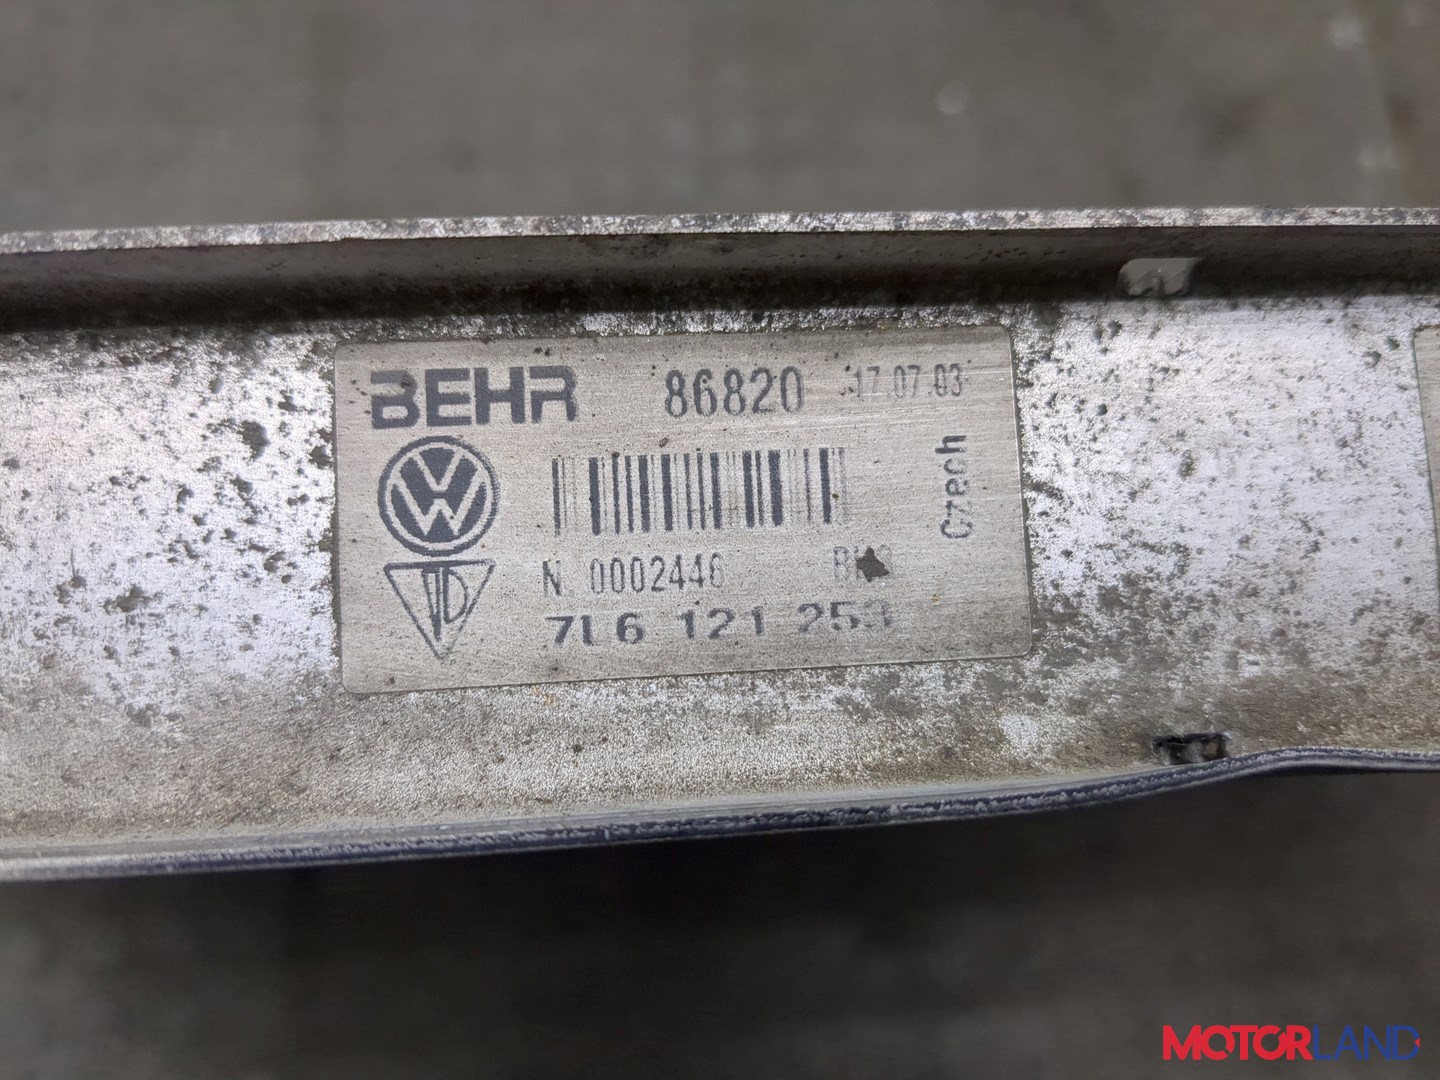 BEHR 86820 17.07.03
Czech
N 0002446
7L6 121 253
MOTORLAND